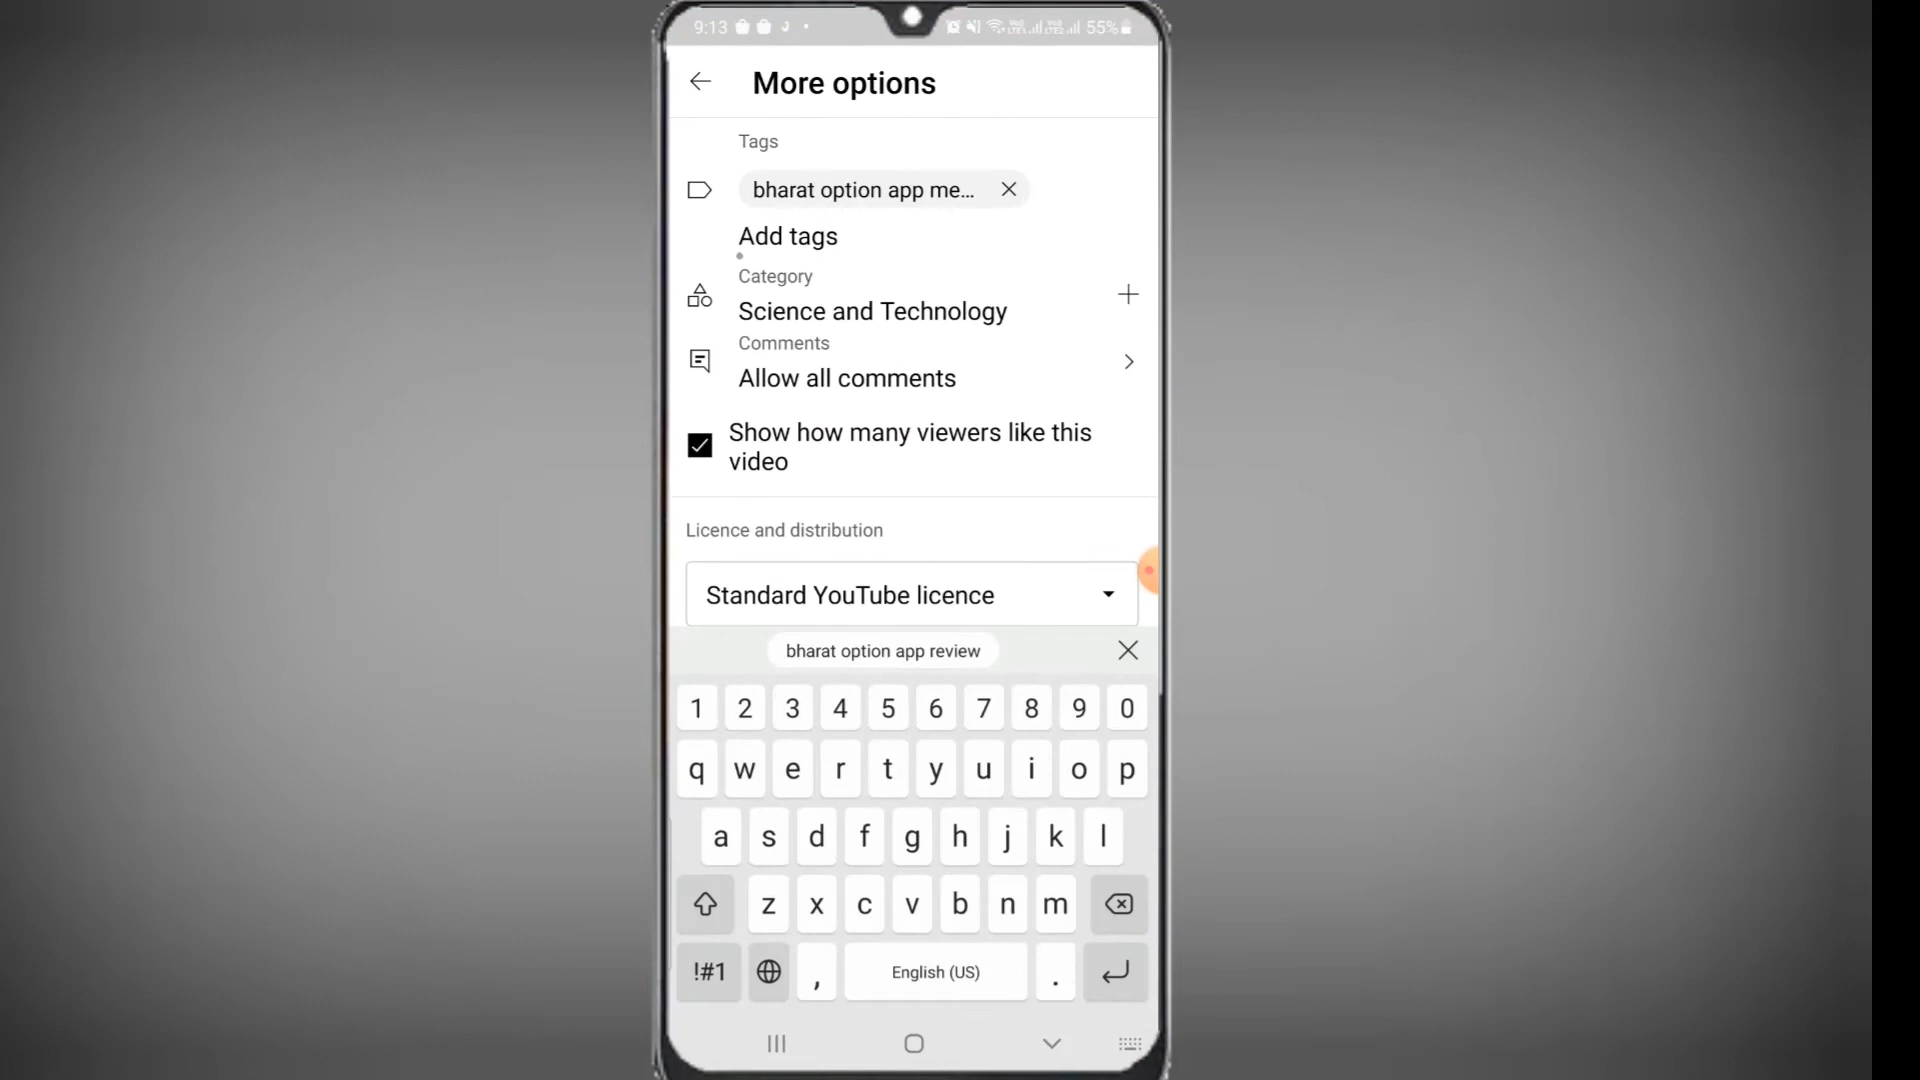 9:13 55%
More options
Tags
bharat option app me...
Add tags
Category
Science and Technology
Comments
Allow all comments
Show how many viewers like this
video
Licence and distribution
Standard YouTube licence
bharat option app review
1 2 3 4 5 6 7 8 9 0
q w e r t y u i o p
a s d f g h j k l
z x c v b n m
!#1 , English (US) .